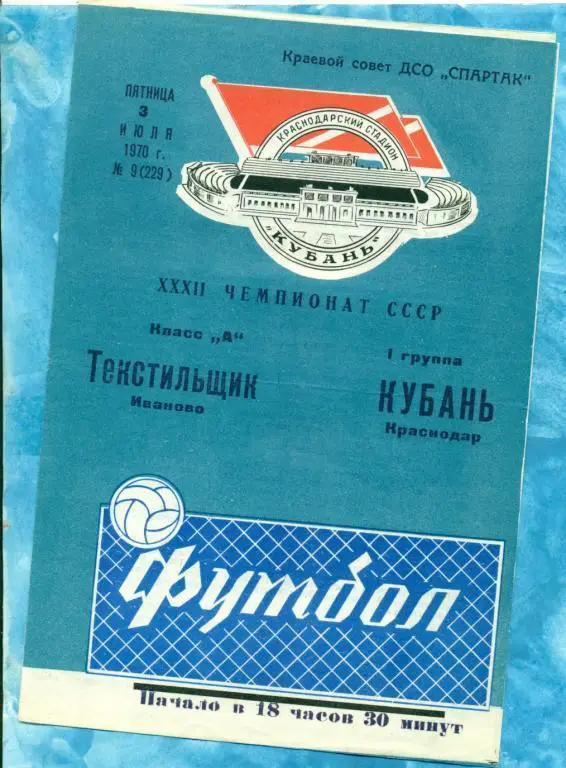 Краевой совет ДСО „СПАРТАК"
ПЯТНИЦА
3
ИЮЛЯ
1970 г.
№ 9(229)
КРАСНОДАРСКИЙ СТАДИОН
„КУБАНЬ"
XXXII ЧЕМПИОНАТ СССР
Класс „А"
I группа
Текстильщик
Иваново
КУБАНЬ
Краснодар
Футбол
Начало в 18 часов 30 минут